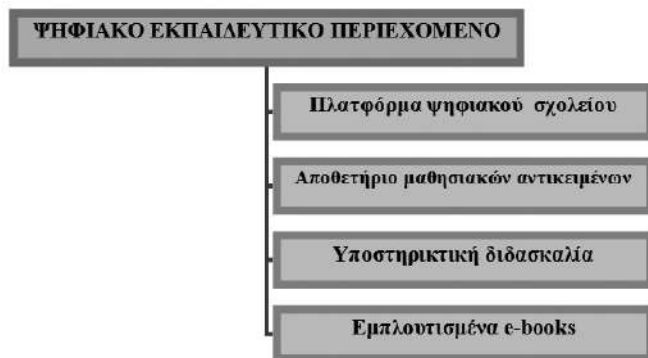 ΨΗΦΙΑΚΟ ΕΚΠΑΙΔΕΥΤΙΚΟ ΠΕΡΙΕΧΟΜΕΝΟ
Πλατφόρμα ψηφιακού σχολείου
Αποθετήριο μαθησιακών αντικειμένων
Υποστηρικτική διδασκαλία
Εμπλουτισμένα e-books